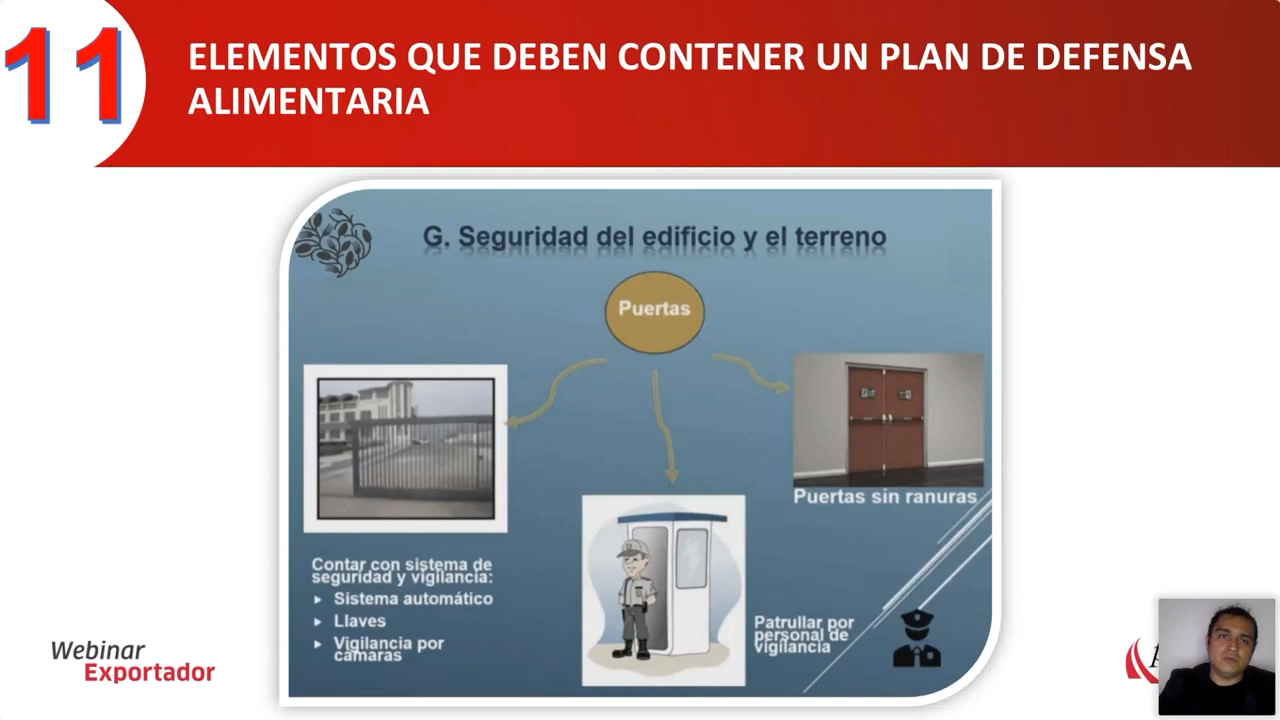 11
ELEMENTOS QUE DEBEN CONTENER UN PLAN DE DEFENSA
ALIMENTARIA
G. Seguridad del edificio y el terreno
Puertas
Puertas sin ranuras
Contar con sistema de
seguridad y vigilancia:
Sistema automático
Llaves
Vigilancia por
cámaras
Patrullar por
personal de
vigilancia
Webinar
Exportador